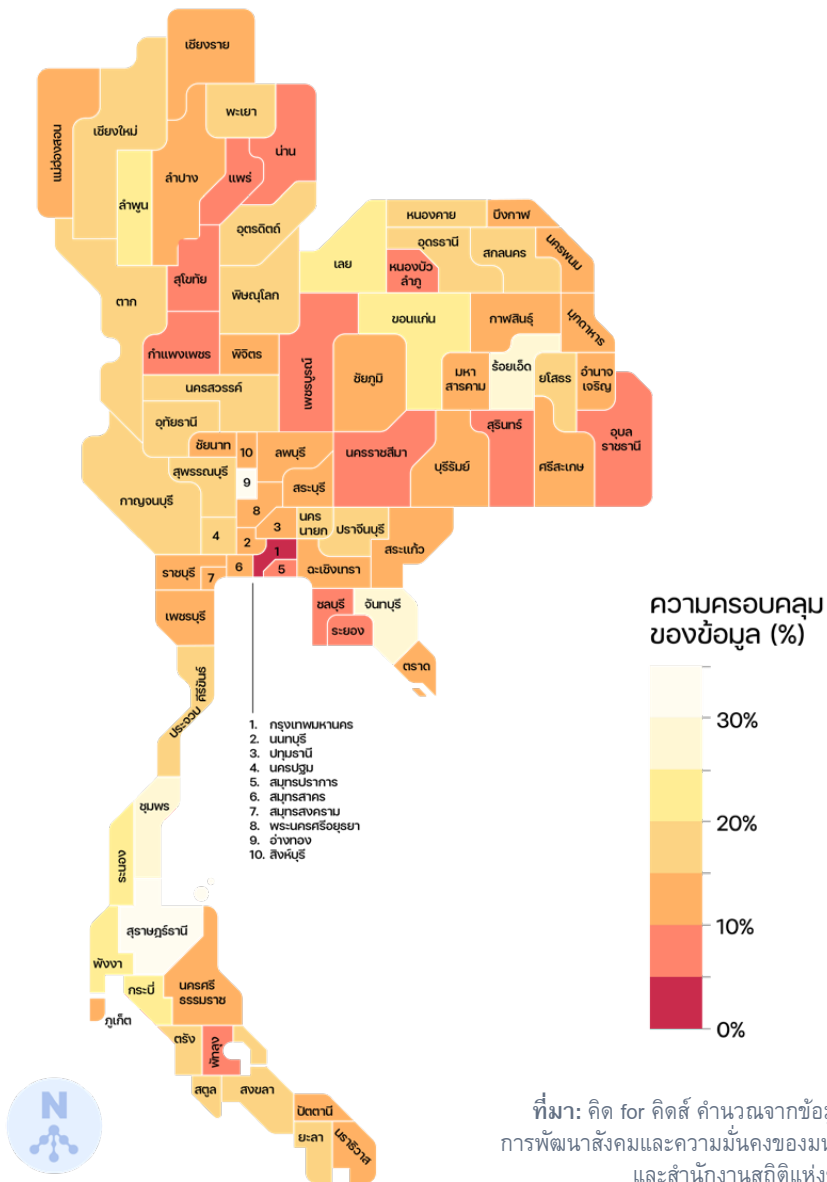 เชียงราย
พะเยา
เชียงใหม่
น่าน
แม่ฮ่องสอน
ลำปาง
แพร่
ลำพูน
อุตรดิตถ์
หนองคาย
บึงกาฬ
อุดรธานี
สกลนคร
นครพนม
เลย
หนองบัว
ลำภู
สุโขทัย
ตาก
พิษณุโลก
ขอนแก่น
กาฬสินธุ์
มุกดาหาร
กำแพงเพชร
พิจิตร
เพชรบูรณ์
ชัยภูมิ
มหา
สารคาม
ร้อยเอ็ด
ยโสธร
อำนาจ
เจริญ
นครสวรรค์
อุทัยธานี
ชัยนาท
10
ลพบุรี
นครราชสีมา
บุรีรัมย์
สุรินทร์
ศรีสะเกษ
อุบล
ราชธานี
สุพรรณบุรี
9
สระบุรี
กาญจนบุรี
8
นคร
นายก
ปราจีนบุรี
3
4
2
1
สระแก้ว
ราชบุรี
7
6
5
ฉะเชิงเทรา
เพชรบุรี
ชลบุรี
จันทบุรี
ระยอง
ตราด
ประจวบ
คีรีขันธ์
1. กรุงเทพมหานคร
2. นนทบุรี
3. ปทุมธานี
4. นครปฐม
5. สมุทรปราการ
6. สมุทรสาคร
7. สมุทรสงคราม
8. พระนครศรีอยุธยา
9. อ่างทอง
10. สิงห์บุรี
ชุมพร
ระนอง
สุราษฎร์ธานี
พังงา
กระบี่
นครศรี
ธรรมราช
ภูเก็ต
ตรัง
พัทลุง
สตูล
สงขลา
ปัตตานี
ยะลา
นราธิวาส
ความครอบคลุม
ของข้อมูล (%)
30%
20%
10%
0%
N
ที่มา: คิด for คิดส์ คำนวณจากข้อม
การพัฒนาสังคมและความมั่นคงของมน
และสำนักงานสถิติแห่ง